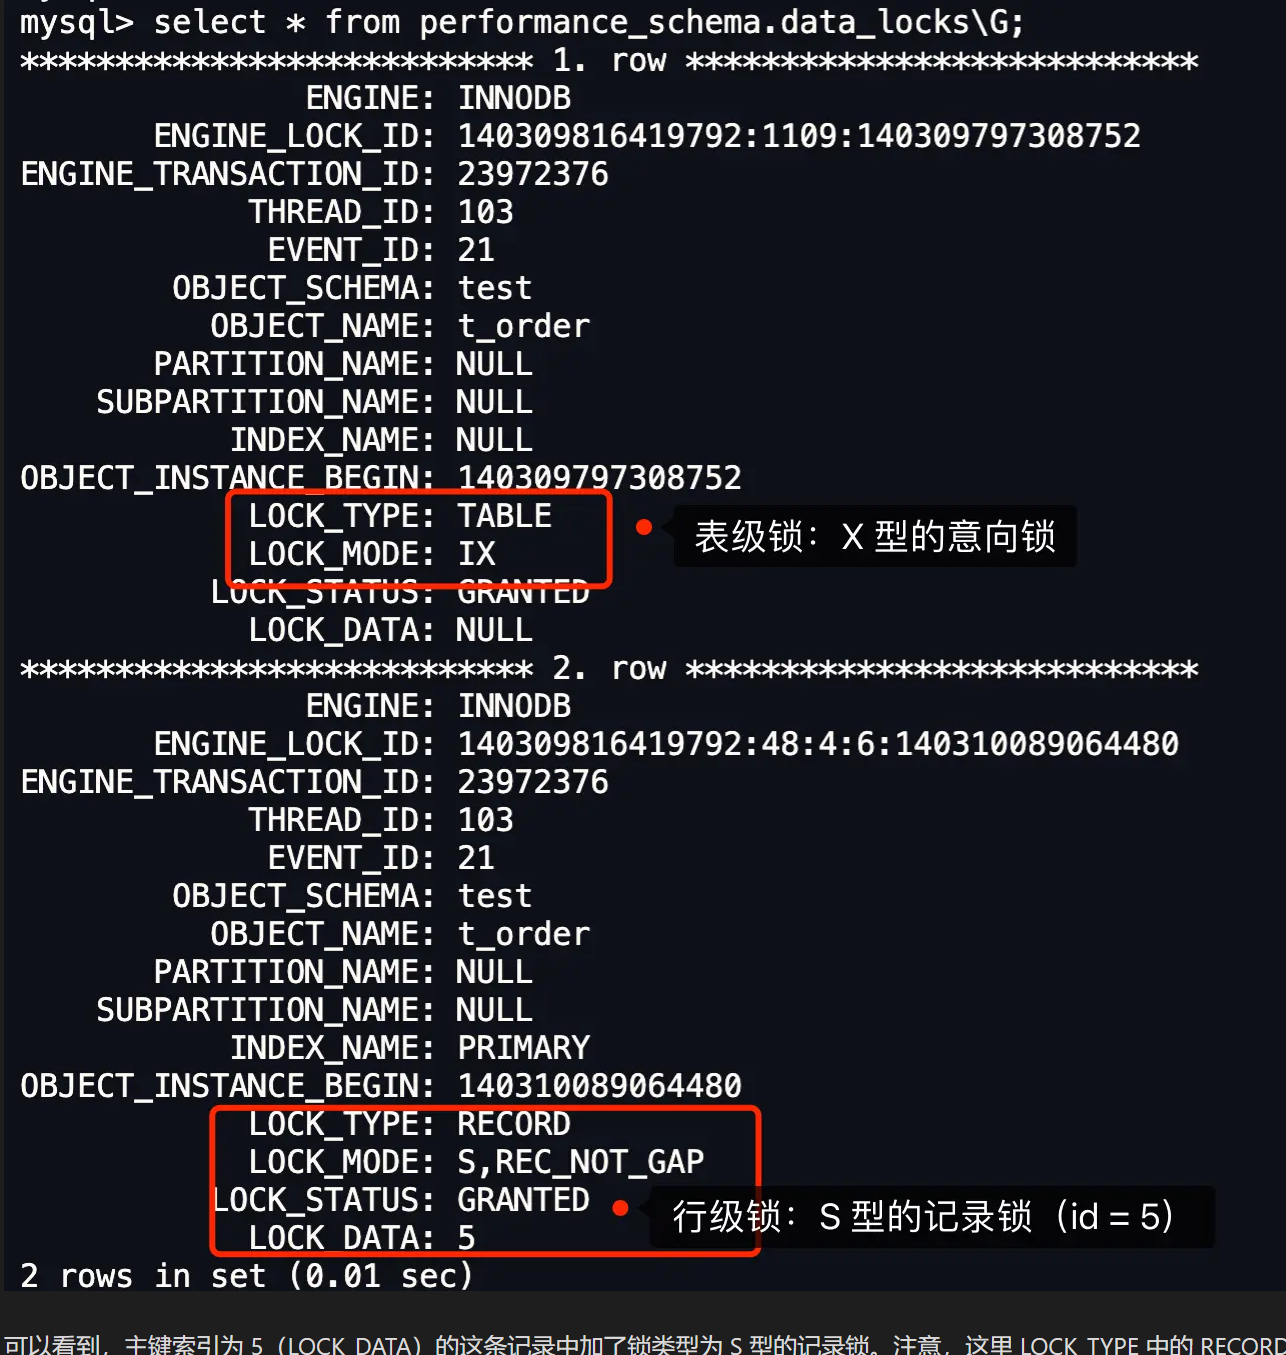 mysql> select * from performance_schema.data_locks\G;
*************************** 1. row ***************************
ENGINE: INNODB
ENGINE_LOCK_ID: 140309816419792:1109:140309797308752
ENGINE_TRANSACTION_ID: 23972376
THREAD_ID: 103
EVENT_ID: 21
OBJECT_SCHEMA: test
OBJECT_NAME: t_order
PARTITION_NAME: NULL
SUBPARTITION_NAME: NULL
INDEX_NAME: NULL
OBJECT_INSTANCE_BEGIN: 140309797308752
LOCK_TYPE: TABLE
表级锁：X 型的意向锁
LOCK_MODE: IX
LOCK_STATUS: GRANTED
LOCK_DATA: NULL
*************************** 2. row ***************************
ENGINE: INNODB
ENGINE_LOCK_ID: 140309816419792:48:4:6:140310089064480
ENGINE_TRANSACTION_ID: 23972376
THREAD_ID: 103
EVENT_ID: 21
OBJECT_SCHEMA: test
OBJECT_NAME: t_order
PARTITION_NAME: NULL
SUBPARTITION_NAME: NULL
INDEX_NAME: PRIMARY
OBJECT_INSTANCE_BEGIN: 140310089064480
LOCK_TYPE: RECORD
LOCK_MODE: S,REC_NOT_GAP
LOCK_STATUS: GRANTED
行级锁：S 型的记录锁（id = 5）
LOCK_DATA: 5
2 rows in set (0.01 sec)
可以看到，主键索引为 5（LOCK_DATA）的这条记录中加了锁类型为 S 型的记录锁。注意，这里 LOCK_TYPE 中的 RECORD